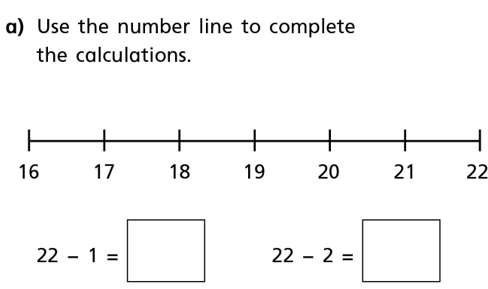 a) Use the number line to complete
the calculations.
16 17 18 19 20 21 22
22 – 1 =
22 – 2 =